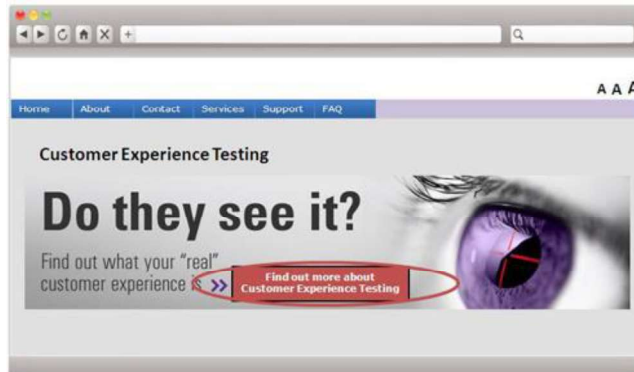 A A A
Home About Contact Services Support FAQ
Customer Experience Testing
Do they see it?
Find out what your "real"
customer experience is »
Find out more about
Customer Experience Testing